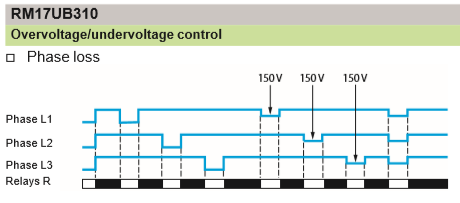 RM17UB310
Overvoltage/undervoltage control
Phase loss
150 V 150 V 150 V
Phase L1
Phase L2
Phase L3
Relays R